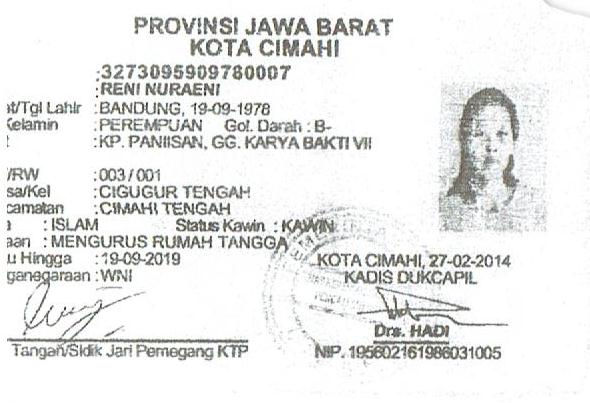 PROVINSI JAWA BARAT
KOTA CIMAHI
:3273095909780007
:RENI NURAENI
at/Tgl Lahir :BANDUNG, 19-09-1978
Kelamin :PEREMPUAN Gol. Darah : B-
:KP. PANIISAN, GG. KARYA BAKTI VII
/RW :003 / 001
sa/Kel :CIGUGUR TENGAH
camatan :CIMAHI TENGAH
: ISLAM Status Kawin : KAWIN
aan : MENGURUS RUMAH TANGGA
u Hingga :19-09-2019
ganegaraan :WNI
KOTA CIMAHI, 27-02-2014
KADIS DUKCAPIL
Drs. HADI
Tangan/Sidik Jari Pemegang KTP
NIP. 195602161986031005